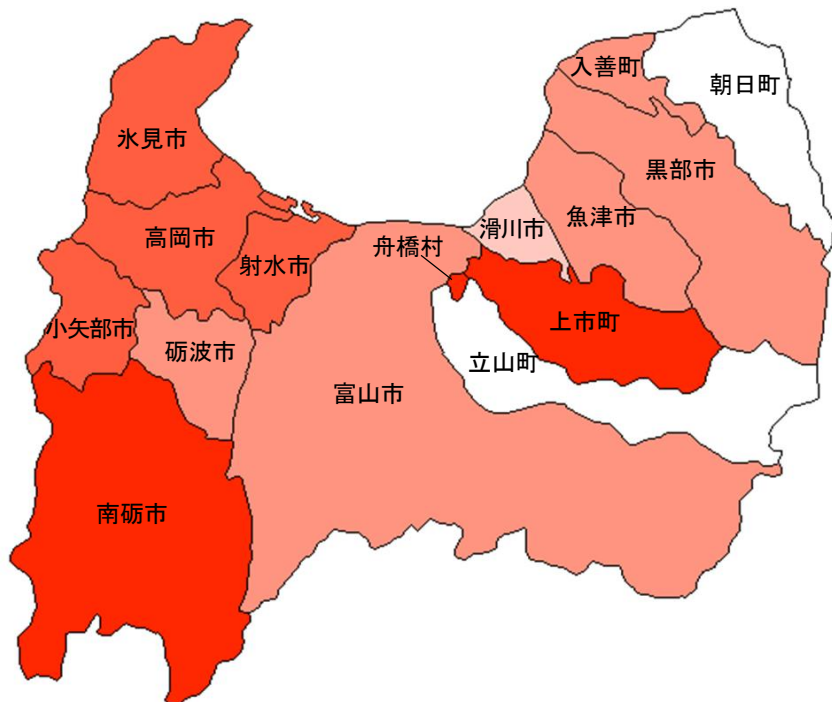 入善町
朝日町
氷見市
黒部市
魚津市
滑川市
高岡市
舟橋村
射水市
上市町
小矢部市
砺波市
立山町
富山市
南砺市